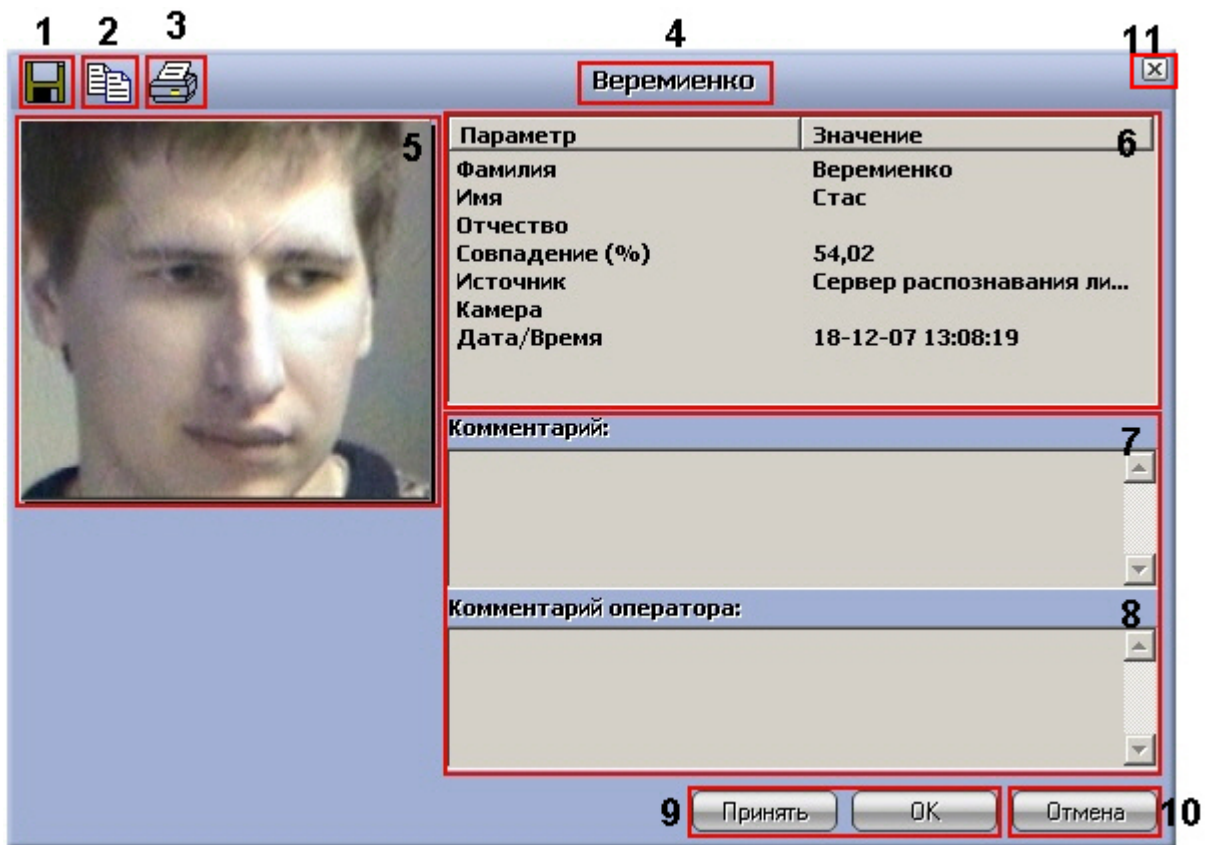 1 2 3 4 11
Веремиенко
5
Параметр Значение 6
Фамилия Веремиенко
Имя Стас
Отчество
Совпадение (%) 54,02
Источник Сервер распознавания ли...
Камера
Дата/Время 18-12-07 13:08:19
Комментарий: 7
Комментарий оператора: 8
9 Принять OK Отмена 10